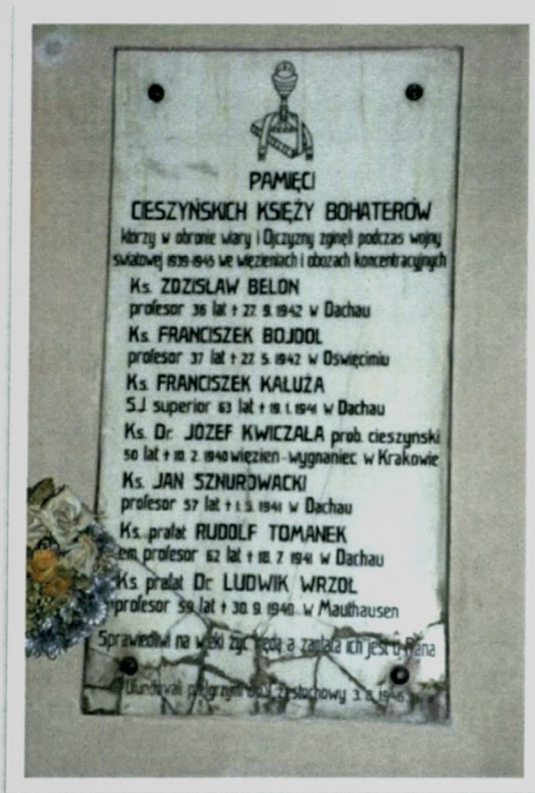 PAMIĘCI
CIESZYŃSKICH KSIĘŻY BOHATERÓW
którzy w obronie wiary i Ojczyzny zginęli podczas wojny
światowej 1939-1945 we więzieniach i obozach koncentracyjnych
Ks. ZDZISŁAW BELON
profesor 36 lat † 27. 9. 1942 w Dachau
Ks. FRANCISZEK BOJDOL
profesor 37 lat † 27. 5. 1942 w Oświęcimiu
Ks. FRANCISZEK KAŁUŻA
S.J. superior 63 lat † 19. 1. 1941 w Dachau
Ks. Dr. JÓZEF KWICZAŁA prob. cieszyński
50 lat † 10. 2. 1940 więzień-wygnaniec w Krakowie
Ks. JAN SZNUROWACKI
profesor 57 lat † 1. 5. 1941 w Dachau
Ks. prałat RUDOLF TOMANEK
em. profesor 62 lat † 18. 7. 1941 w Dachau
Ks. prałat Dr. LUDWIK WRZOŁ
profesor 59 lat † 30. 9. 1940 w Mauthausen
Sprawiedliwi na wieki żyć będą a zapłata ich jest u Pana
Ufundowali pielgrzymi do Częstochowy 3. 8. 1946